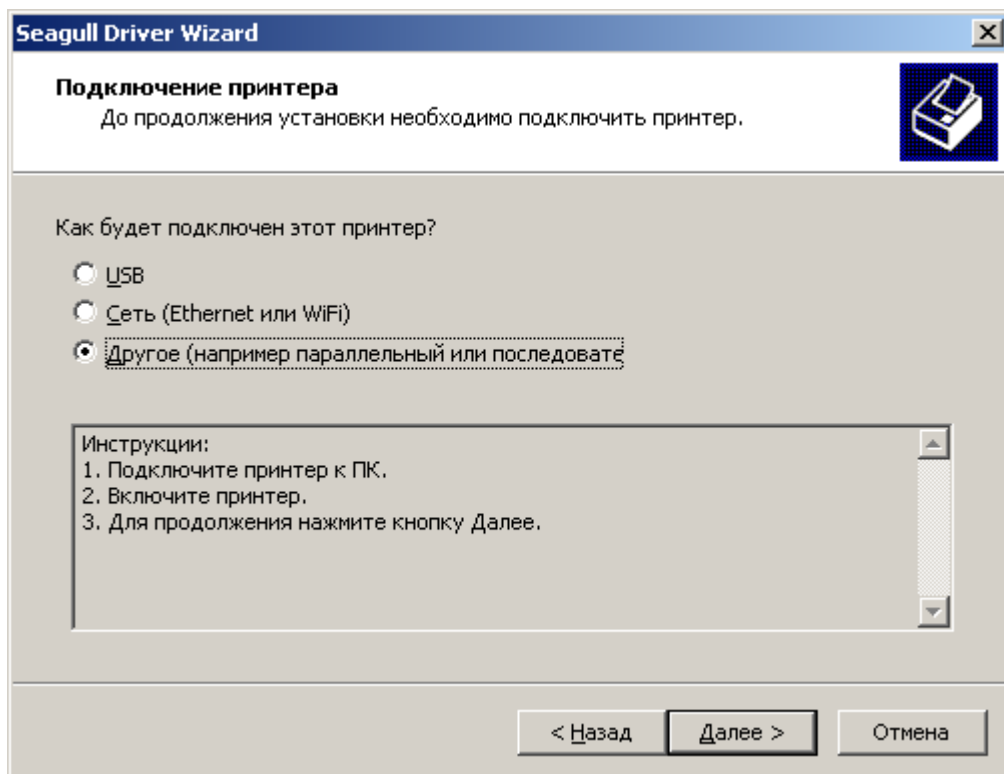 Seagull Driver Wizard
Подключение принтера
До продолжения установки необходимо подключить принтер.
Как будет подключен этот принтер?
USB
Сеть (Ethernet или WiFi)
Другое (например параллельный или последовате
Инструкции:
1. Подключите принтер к ПК.
2. Включите принтер.
3. Для продолжения нажмите кнопку Далее.
< Назад
Далее >
Отмена